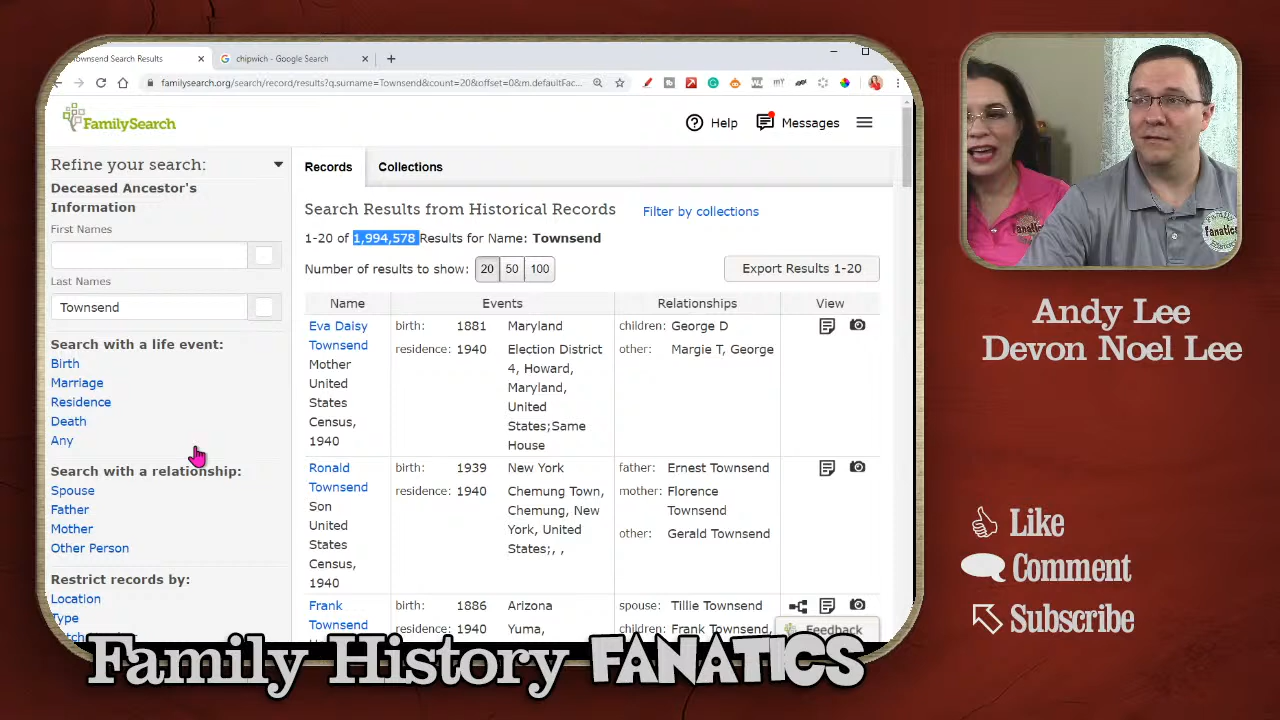 ownsend Search Results
chipwich - Google Search
familysearch.org/search/record/results?q.surname=Townsend&count=20&offset=0&m.defaultFac...
FamilySearch
Help
Messages
Refine your search:
Deceased Ancestor's
Information
First Names
Last Names
Townsend
Search with a life event:
Birth
Marriage
Residence
Death
Any
Search with a relationship:
Spouse
Father
Mother
Other Person
Restrict records by:
Location
Type
Records
Collections
Search Results from Historical Records
Filter by collections
1-20 of 1,994,578 Results for Name: Townsend
Number of results to show: 20 50 100
Export Results 1-20
Name Events Relationships View
Eva Daisy
Townsend
Mother
United
States
Census,
1940
birth: 1881 Maryland
residence: 1940 Election District
4, Howard,
Maryland,
United
States;Same
House
children: George D
other: Margie T, George
Ronald
Townsend
Son
United
States
Census,
1940
birth: 1939 New York
residence: 1940 Chemung Town,
Chemung, New
York, United
States;, ,
father: Ernest Townsend
mother: Florence
Townsend
other: Gerald Townsend
Frank
Townsend
birth: 1886 Arizona
residence: 1940 Yuma,
spouse: Tillie Townsend
children: Frank Townsend,
Feedback
fanatics
Andy Lee
Devon Noel Lee
Like
Comment
Subscribe
Family History FANATICS